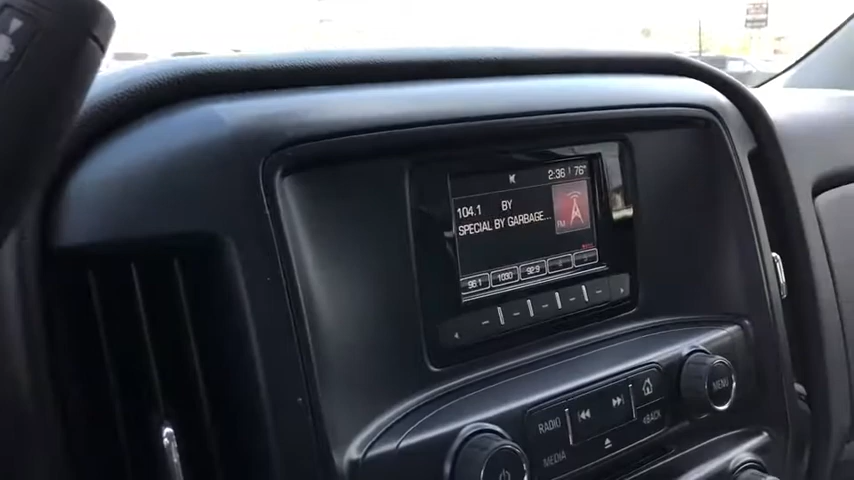 2:36 76°
104.1 BY
SPECIAL BY GARBAGE...
FM
98.1 1030 92.9
RADIO
MEDIA
BACK
MENU